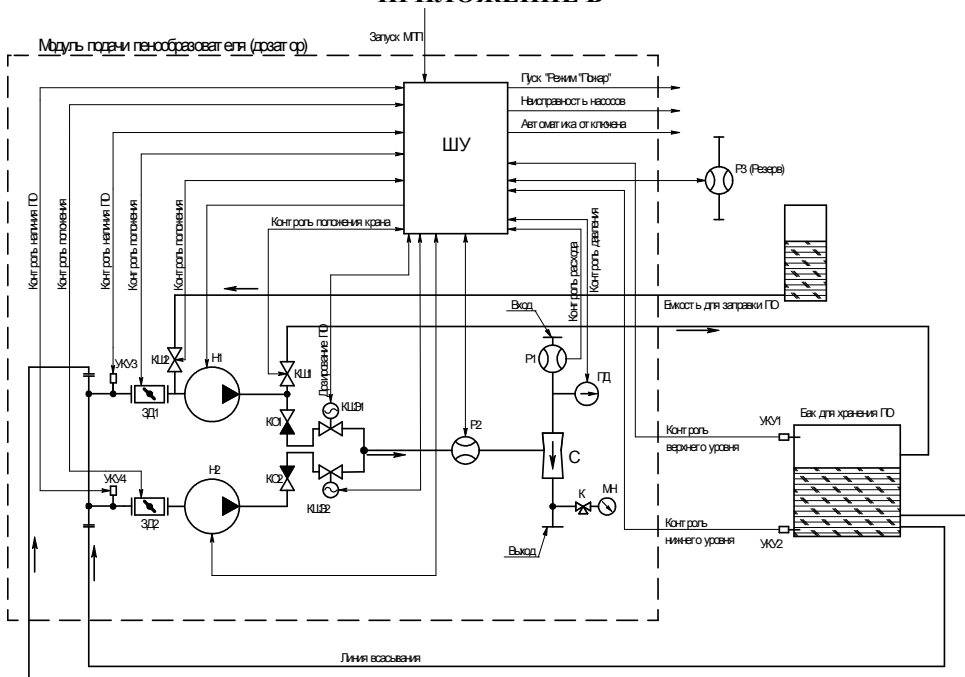 Запуск МПП
Модуль подачи пенообразователя (дозатор)
Пуск "Режим "Пожар"
Неисправность насосов
Автоматика отключена
ШУ
Р3 (Резерв)
Контроль наличия ПО
Контроль положения
Контроль наличия ПО
Контроль положения
Контроль положения
Контроль положения крана
Контроль расхода
Контроль давления
Емкость для заправки ПО
Дозирование ПО
Вход
УКУ3
КШ2
Н1
КШ1
Р1
ПД
ЗД1
КО1
КШЭ1
Р2
Бак для хранения ПО
УКУ1
Контроль
верхнего уровня
С
УКУ4
Н2
КО2
КШЭ2
К
МН
ЗД2
Выход
Контроль
нижнего уровня
УКУ2
Линия всасывания